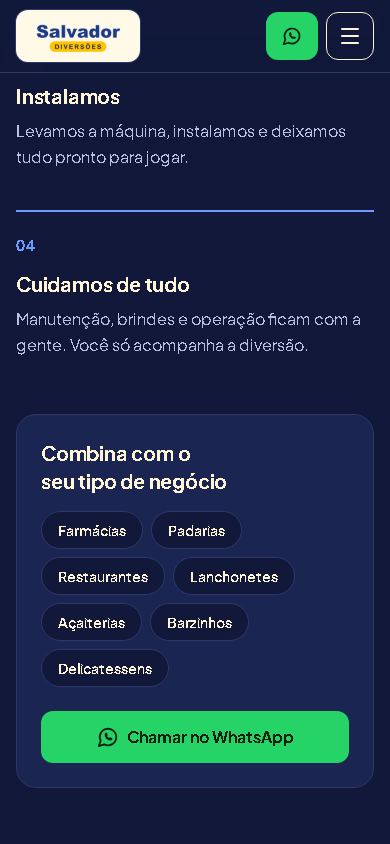 Salvador
DIVERSÕES
Instalamos
Levamos a máquina, instalamos e deixamos
tudo pronto para jogar.
04
Cuidamos de tudo
Manutenção, brindes e operação ficam com a
gente. Você só acompanha a diversão.
Combina com o
seu tipo de negócio
Farmácias
Padarias
Restaurantes
Lanchonetes
Açaiterias
Barzinhos
Delicatessens
Chamar no WhatsApp